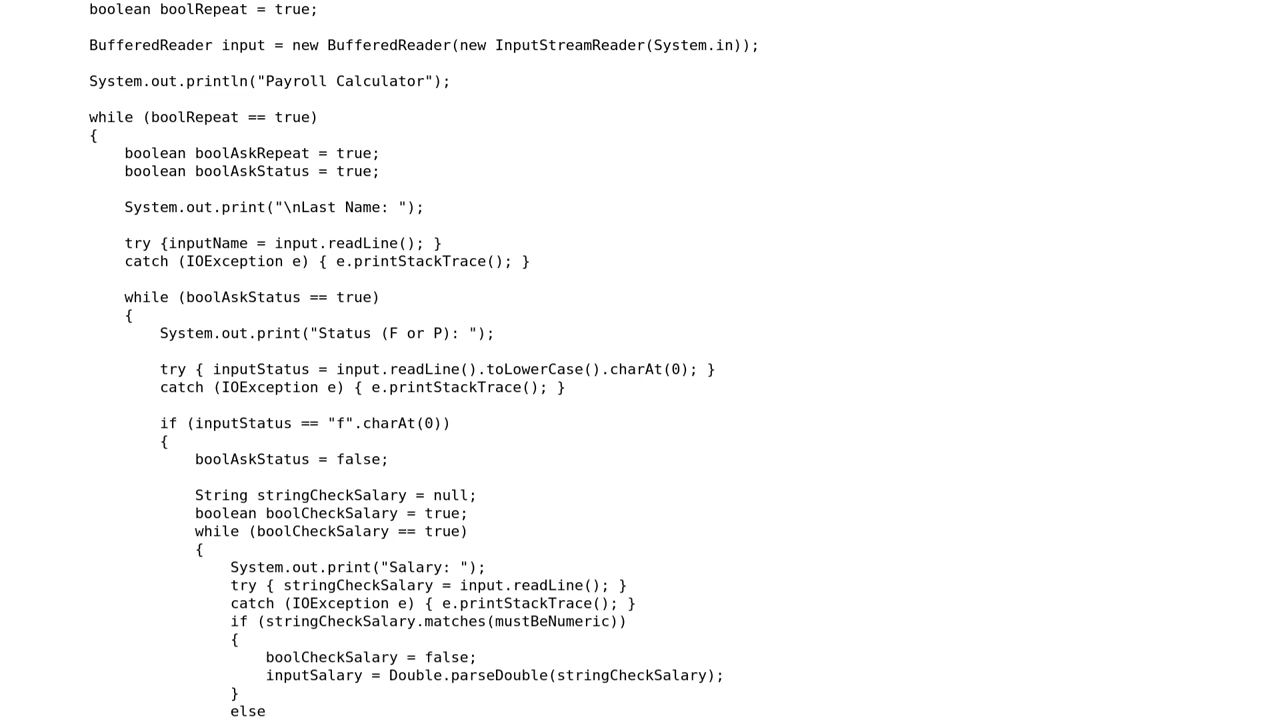 boolean boolRepeat = true;
BufferedReader input = new BufferedReader(new InputStreamReader(System.in));
System.out.println("Payroll Calculator");
while (boolRepeat == true)
{
boolean boolAskRepeat = true;
boolean boolAskStatus = true;
System.out.print("\nLast Name: ");
try {inputName = input.readLine(); }
catch (IOException e) { e.printStackTrace(); }
while (boolAskStatus == true)
{
System.out.print("Status (F or P): ");
try { inputStatus = input.readLine().toLowerCase().charAt(0); }
catch (IOException e) { e.printStackTrace(); }
if (inputStatus == "f".charAt(0))
{
boolAskStatus = false;
String stringCheckSalary = null;
boolean boolCheckSalary = true;
while (boolCheckSalary == true)
{
System.out.print("Salary: ");
try { stringCheckSalary = input.readLine(); }
catch (IOException e) { e.printStackTrace(); }
if (stringCheckSalary.matches(mustBeNumeric))
{
boolCheckSalary = false;
inputSalary = Double.parseDouble(stringCheckSalary);
}
else